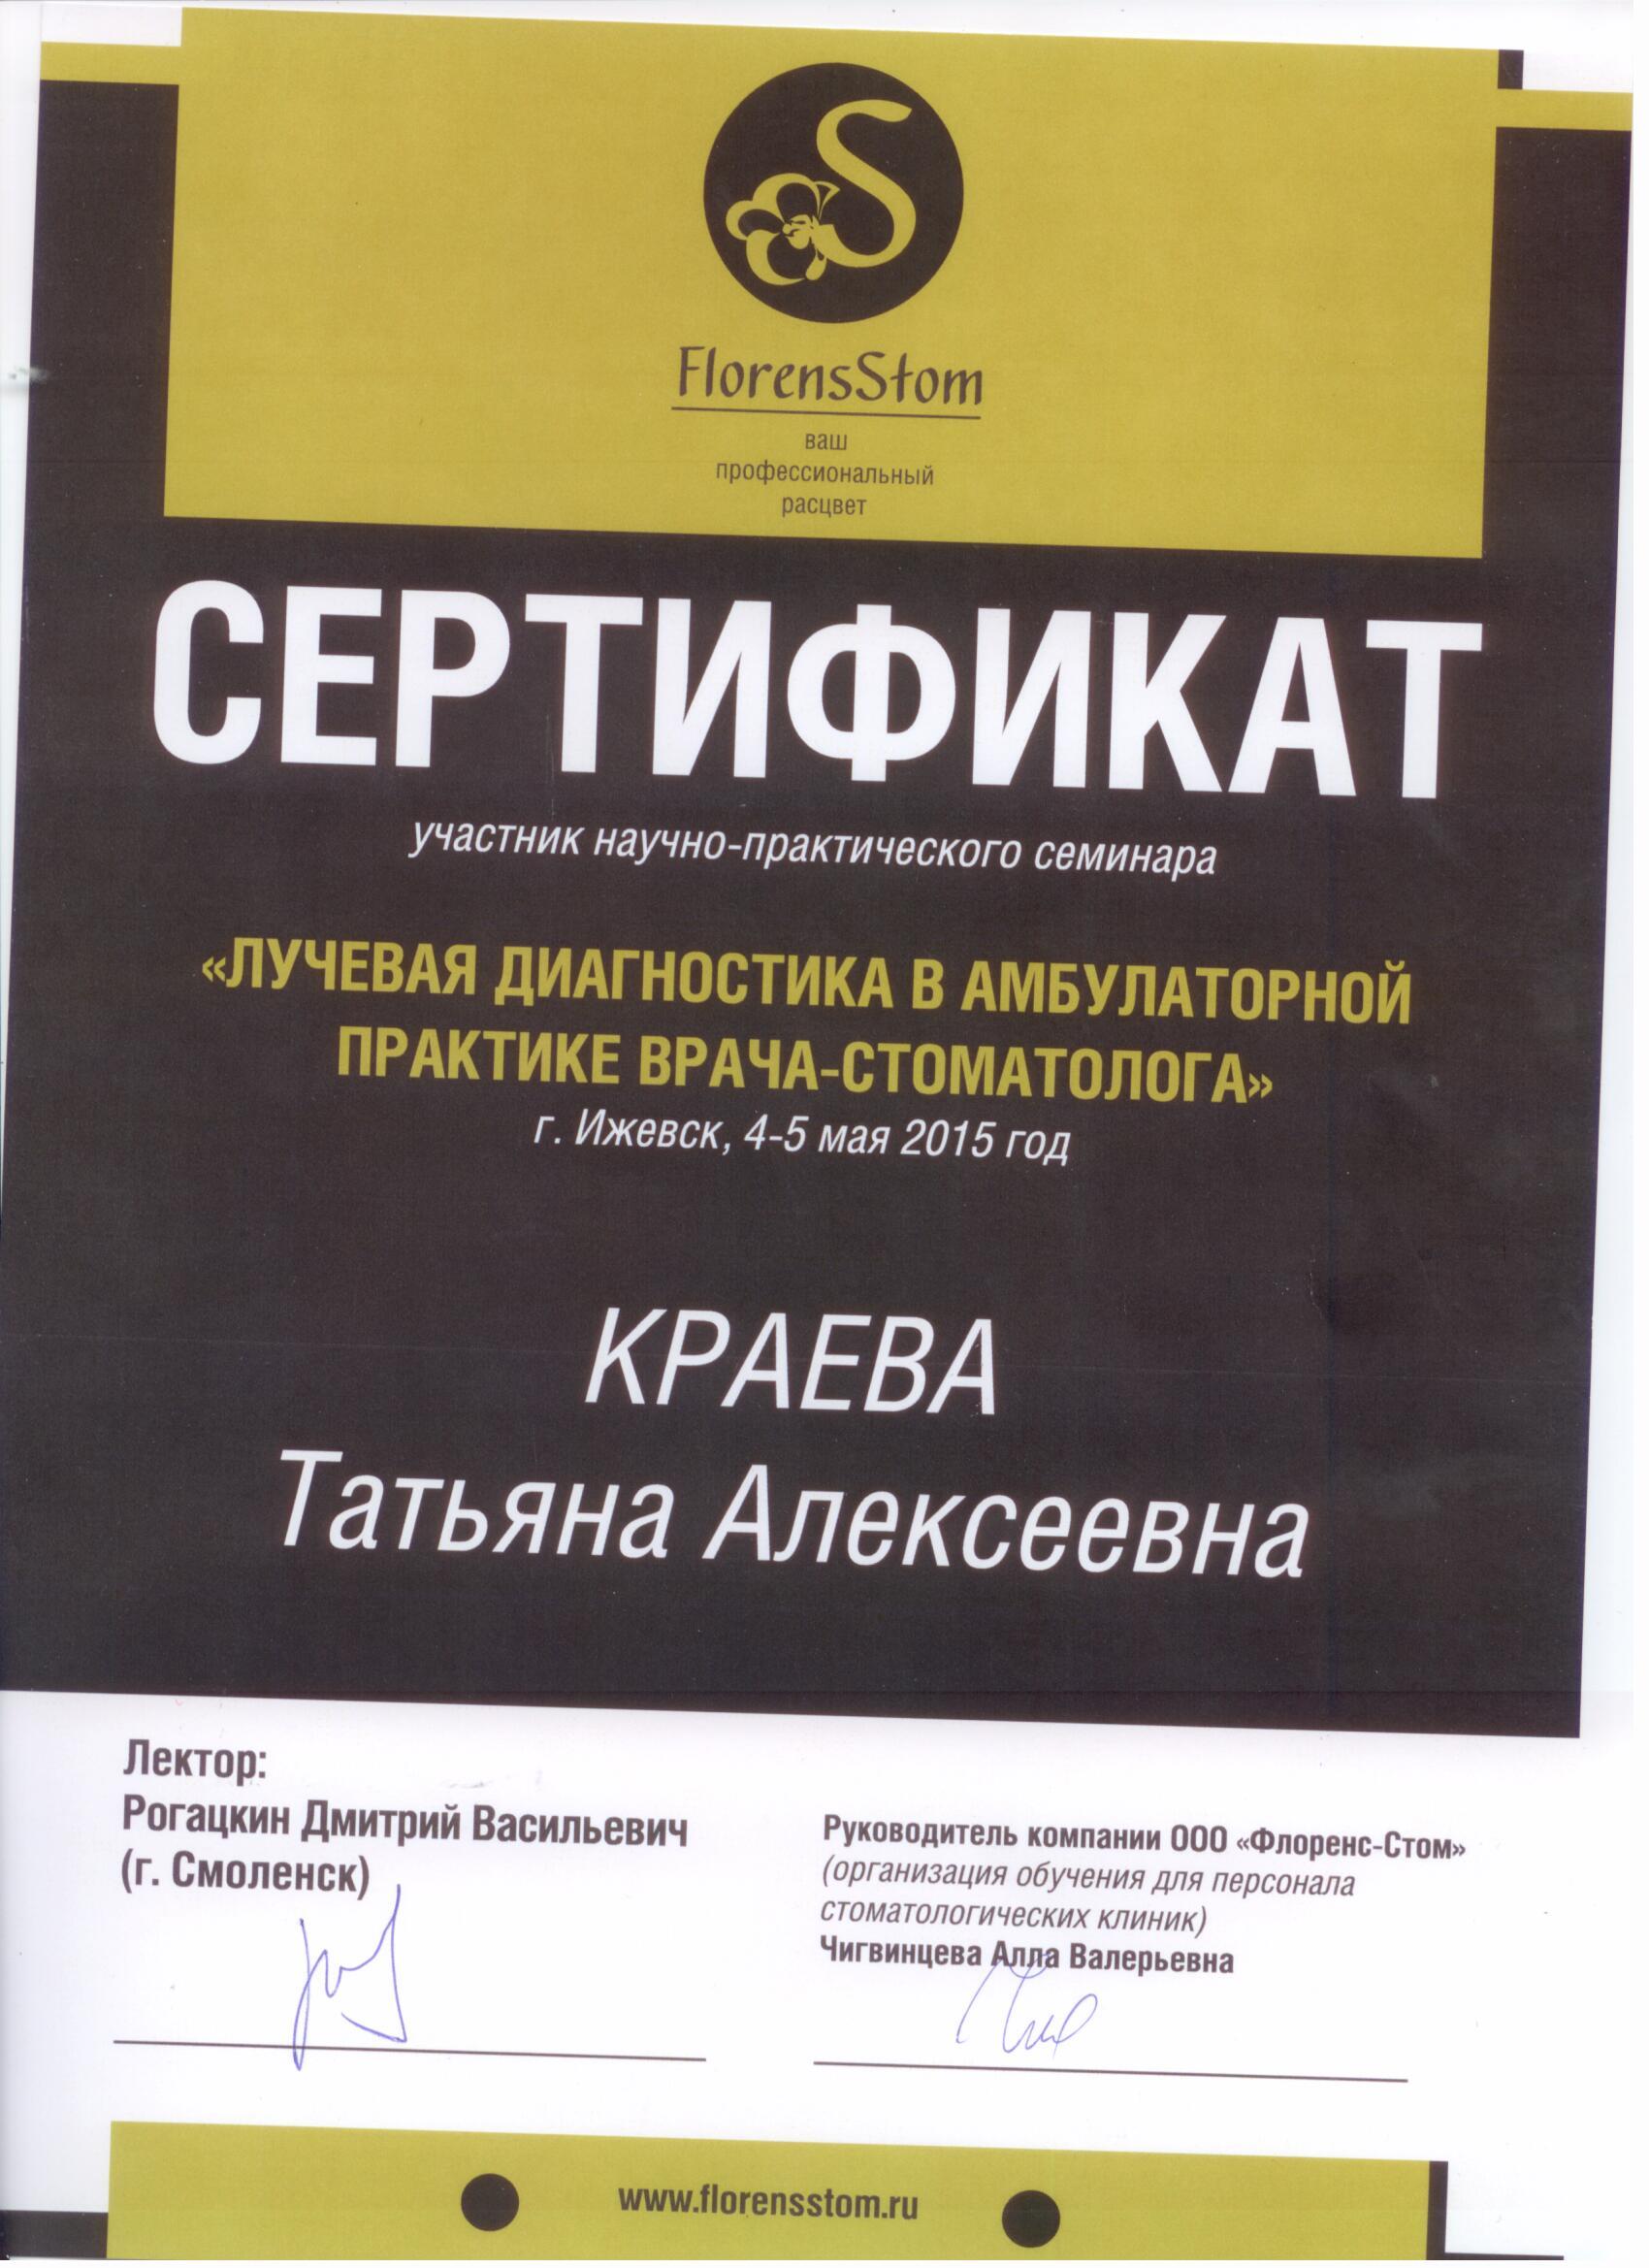 S
FlorensStom
ваш
профессиональный
расцвет
СЕРТИФИКАТ
участник научно-практического семинара
«ЛУЧЕВАЯ ДИАГНОСТИКА В АМБУЛАТОРНОЙ
ПРАКТИКЕ ВРАЧА-СТОМАТОЛОГА»
г. Ижевск, 4-5 мая 2015 год
КРАЕВА
Татьяна Алексеевна
Лектор:
Рогацкин Дмитрий Васильевич
(г. Смоленск)
Руководитель компании ООО «Флоренс-Стом»
(организация обучения для персонала
стоматологических клиник)
Чигвинцева Алла Валерьевна
www.florensstom.ru